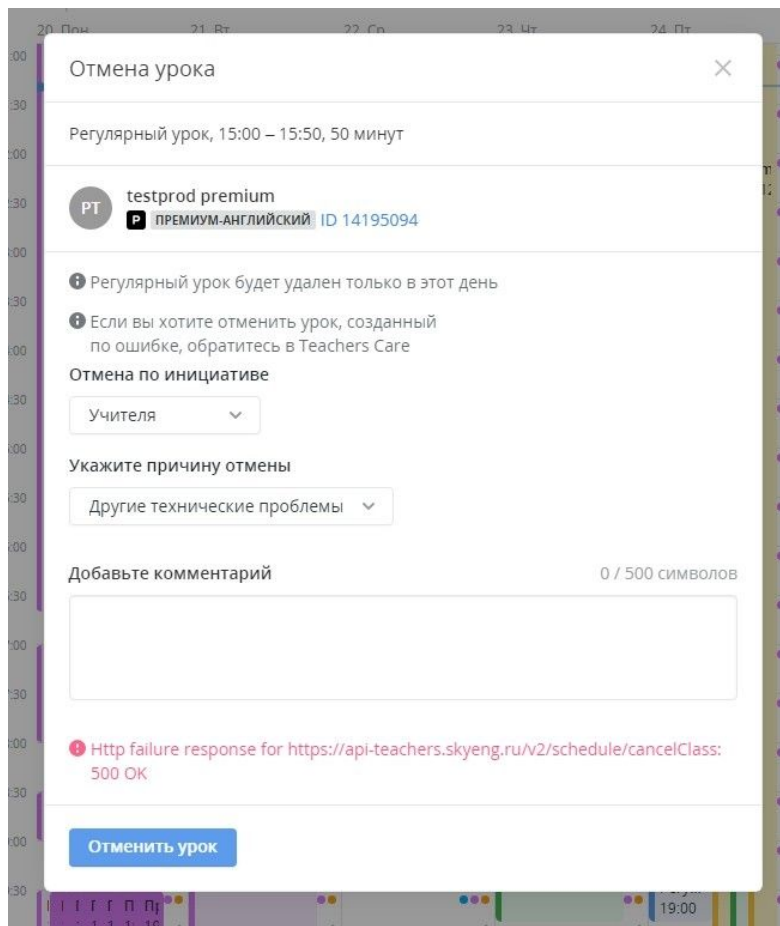 20 Пон
21 Вт
22 Ср
23 Чт
24 Пт
Отмена урока
Регулярный урок, 15:00 – 15:50, 50 минут
PT
testprod premium
P ПРЕМИУМ-АНГЛИЙСКИЙ ID 14195094
Регулярный урок будет удален только в этот день
Если вы хотите отменить урок, созданный
по ошибке, обратитесь в Teachers Care
Отмена по инициативе
Учителя
Укажите причину отмены
Другие технические проблемы
Добавьте комментарий
0 / 500 символов
Http failure response for https://api-teachers.skyeng.ru/v2/schedule/cancelClass:
500 OK
Отменить урок
19:00